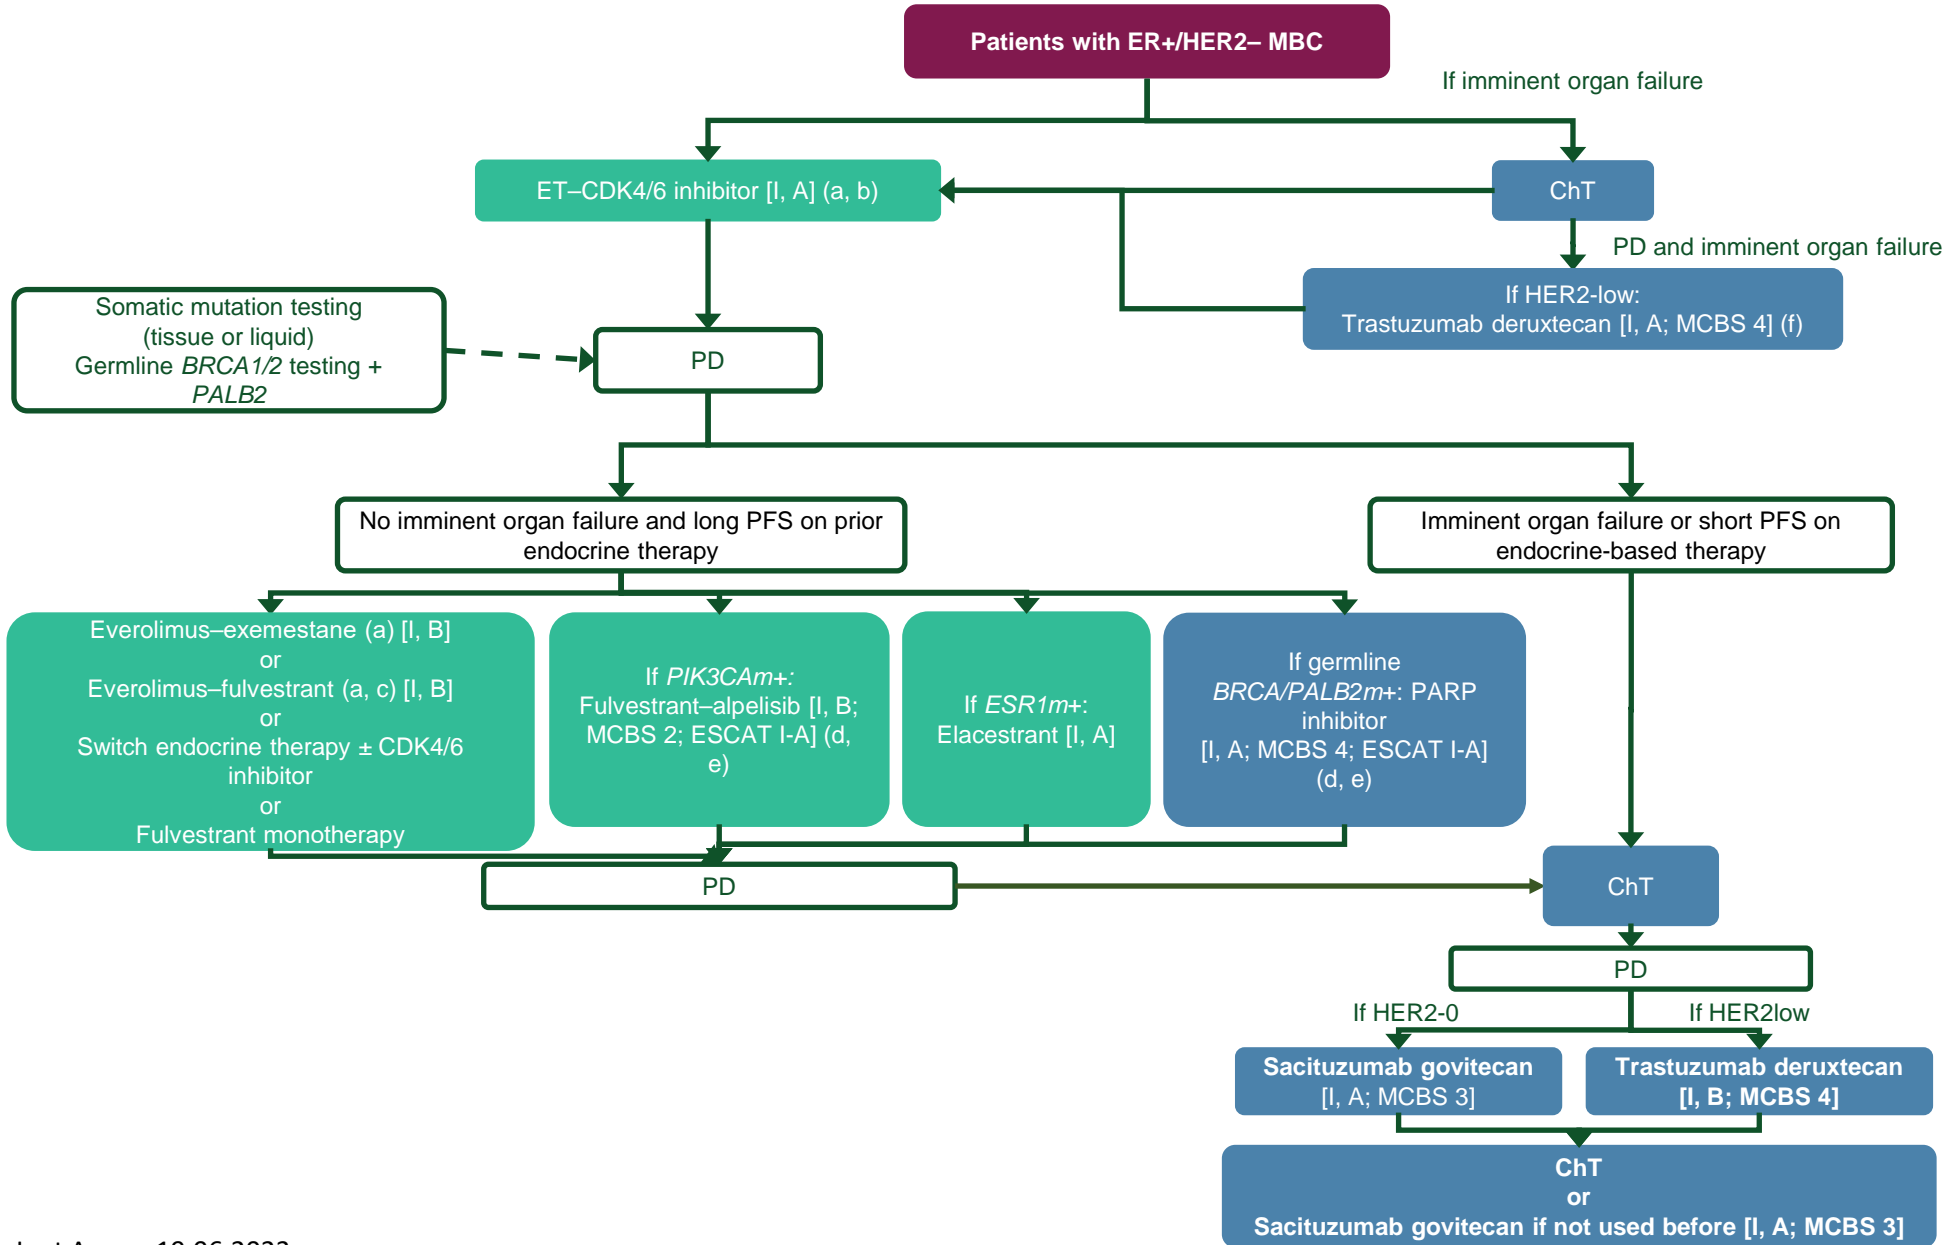 Patients with ER+/HER2– MBC
If imminent organ failure
ET–CDK4/6 inhibitor [I, A] (a, b)
ChT
PD and imminent organ failure
If HER2-low:
Trastuzumab deruxtecan [I, A; MCBS 4] (f)
Somatic mutation testing
(tissue or liquid)
Germline BRCA1/2 testing +
PALB2
PD
No imminent organ failure and long PFS on prior
endocrine therapy
Imminent organ failure or short PFS on
endocrine-based therapy
Everolimus–exemestane (a) [I, B]
or
Everolimus–fulvestrant (a, c) [I, B]
or
Switch endocrine therapy ± CDK4/6
inhibitor
or
Fulvestrant monotherapy
If PIK3CAm+:
Fulvestrant–alpelisib [I, B;
MCBS 2; ESCAT I-A] (d,
e)
If ESR1m+:
Elacestrant [I, A]
If germline
BRCA/PALB2m+: PARP
inhibitor
[I, A; MCBS 4; ESCAT I-A]
(d, e)
PD
ChT
PD
If HER2-0
If HER2low
Sacituzumab govitecan
[I, A; MCBS 3]
Trastuzumab deruxtecan
[I, B; MCBS 4]
ChT
or
Sacituzumab govitecan if not used before [I, A; MCBS 3]